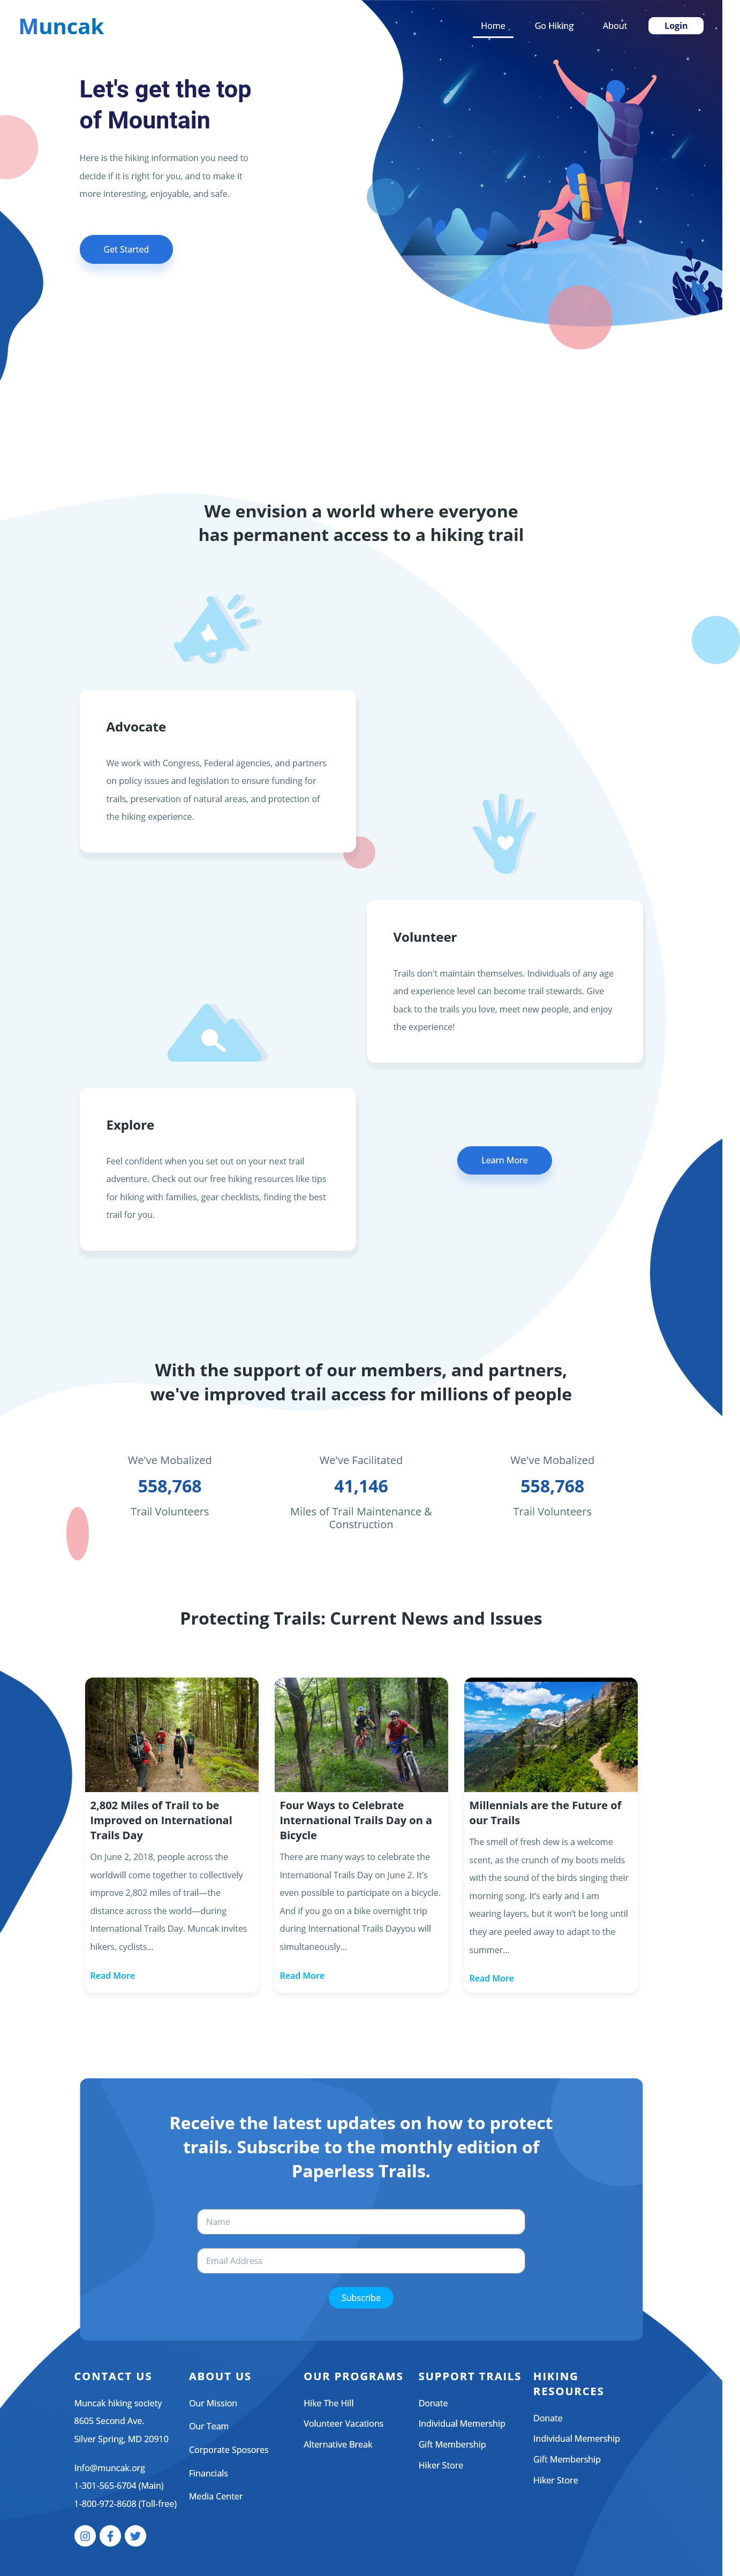 Muncak
Home
Go Hiking
About
Login
Let's get the top
of Mountain
Here is the hiking information you need to
decide if it is right for you, and to make it
more interesting, enjoyable, and safe.
Get Started
We envision a world where everyone
has permanent access to a hiking trail
Advocate
We work with Congress, Federal agencies, and partners
on policy issues and legislation to ensure funding for
trails, preservation of natural areas, and protection of
the hiking experience.
Volunteer
Trails don't maintain themselves. Individuals of any age
and experience level can become trail stewards. Give
back to the trails you love, meet new people, and enjoy
the experience!
Explore
Feel confident when you set out on your next trail
adventure. Check out our free hiking resources like tips
for hiking with families, gear checklists, finding the best
trail for you.
Learn More
With the support of our members, and partners,
we've improved trail access for millions of people
We've Mobalized
558,768
Trail Volunteers
We've Facilitated
41,146
Miles of Trail Maintenance &
Construction
We've Mobalized
558,768
Trail Volunteers
Protecting Trails: Current News and Issues
2,802 Miles of Trail to be
Improved on International
Trails Day
On June 2, 2018, people across the
worldwill come together to collectively
improve 2,802 miles of trail—the
distance across the world—during
International Trails Day. Muncak invites
hikers, cyclists...
Read More
Four Ways to Celebrate
International Trails Day on a
Bicycle
There are many ways to celebrate the
International Trails Day on June 2. It's
even possible to participate on a bicycle.
And if you go on a bike overnight trip
during International Trails Dayyou will
simultaneously...
Read More
Millennials are the Future of
our Trails
The smell of fresh dew is a welcome
scent, as the crunch of my boots melds
with the sound of the birds singing their
morning song. It's early and I am
wearing layers, but it won't be long until
they are peeled away to adapt to the
summer...
Read More
Receive the latest updates on how to protect
trails. Subscribe to the monthly edition of
Paperless Trails.
Name
Email Address
Subscribe
CONTACT US
Muncak hiking society
8605 Second Ave.
Silver Spring, MD 20910
Info@muncak.org
1-301-565-6704 (Main)
1-800-972-8608 (Toll-free)
ABOUT US
Our Mission
Our Team
Corporate Sposores
Financials
Media Center
OUR PROGRAMS
Hike The Hill
Volunteer Vacations
Alternative Break
SUPPORT TRAILS
Donate
Individual Memership
Gift Membership
Hiker Store
HIKING
RESOURCES
Donate
Individual Memership
Gift Membership
Hiker Store